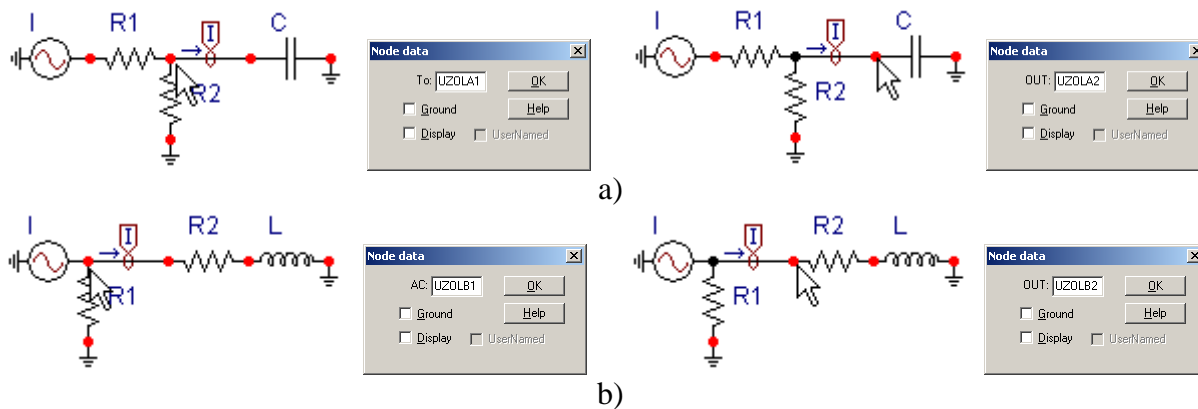 I R1 I C
R2
Node data
To: UZOLA1 OK
Ground Help
Display UserNamed
I R1 I C
R2
Node data
OUT: UZOLA2 OK
Ground Help
Display UserNamed
a)
I I R2 L
R1
Node data
AC: UZOLB1 OK
Ground Help
Display UserNamed
I I R2 L
R1
Node data
OUT: UZOLB2 OK
Ground Help
Display UserNamed
b)